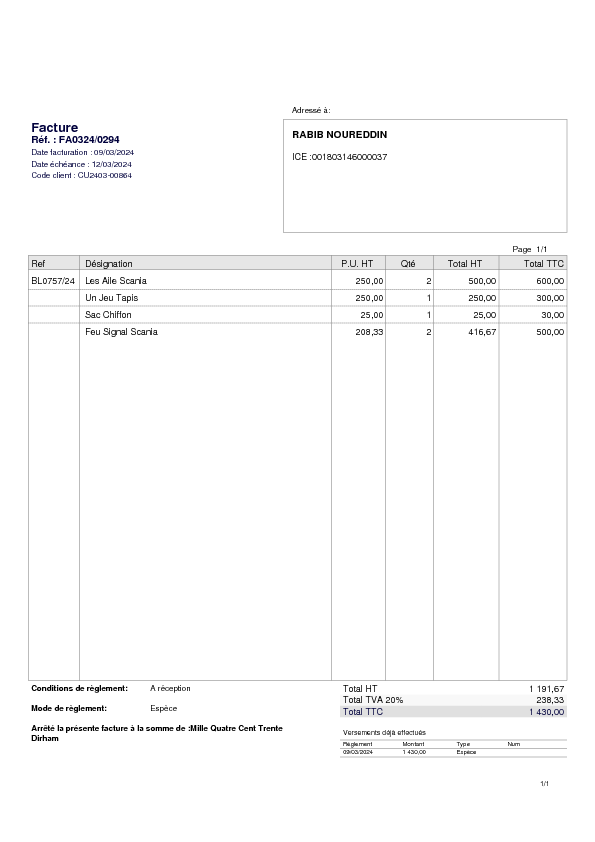 Adressé à:
Facture
Réf. : FA0324/0294
Date facturation : 09/03/2024
Date échéance : 12/03/2024
Code client : CU2403-00864
RABIB NOUREDDIN
ICE :001803146000037
Page 1/1
Ref Désignation P.U. HT Qté Total HT Total TTC
BL0757/24 Les Aile Scania 250,00 2 500,00 600,00
Un Jeu Tapis 250,00 1 250,00 300,00
Sac Chiffon 25,00 1 25,00 30,00
Feu Signal Scania 208,33 2 416,67 500,00
Conditions de règlement: A réception
Total HT 1 191,67
Total TVA 20% 238,33
Mode de règlement: Espèce
Total TTC 1 430,00
Arrêté la présente facture à la somme de :Mille Quatre Cent Trente
Dirham
Versements déjà effectués
Règlement Montant Type Num
09/03/2024 1 430,00 Espèce
1/1